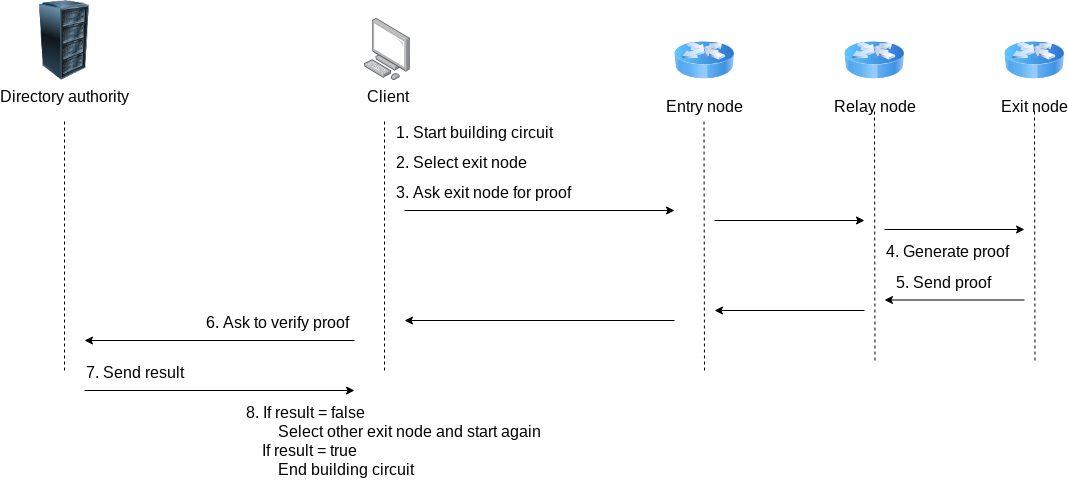 Directory authority
Client
Entry node
Relay node
Exit node
1. Start building circuit
2. Select exit node
3. Ask exit node for proof
4. Generate proof
5. Send proof
6. Ask to verify proof
7. Send result
8. If result = false
Select other exit node and start again
If result = true
End building circuit